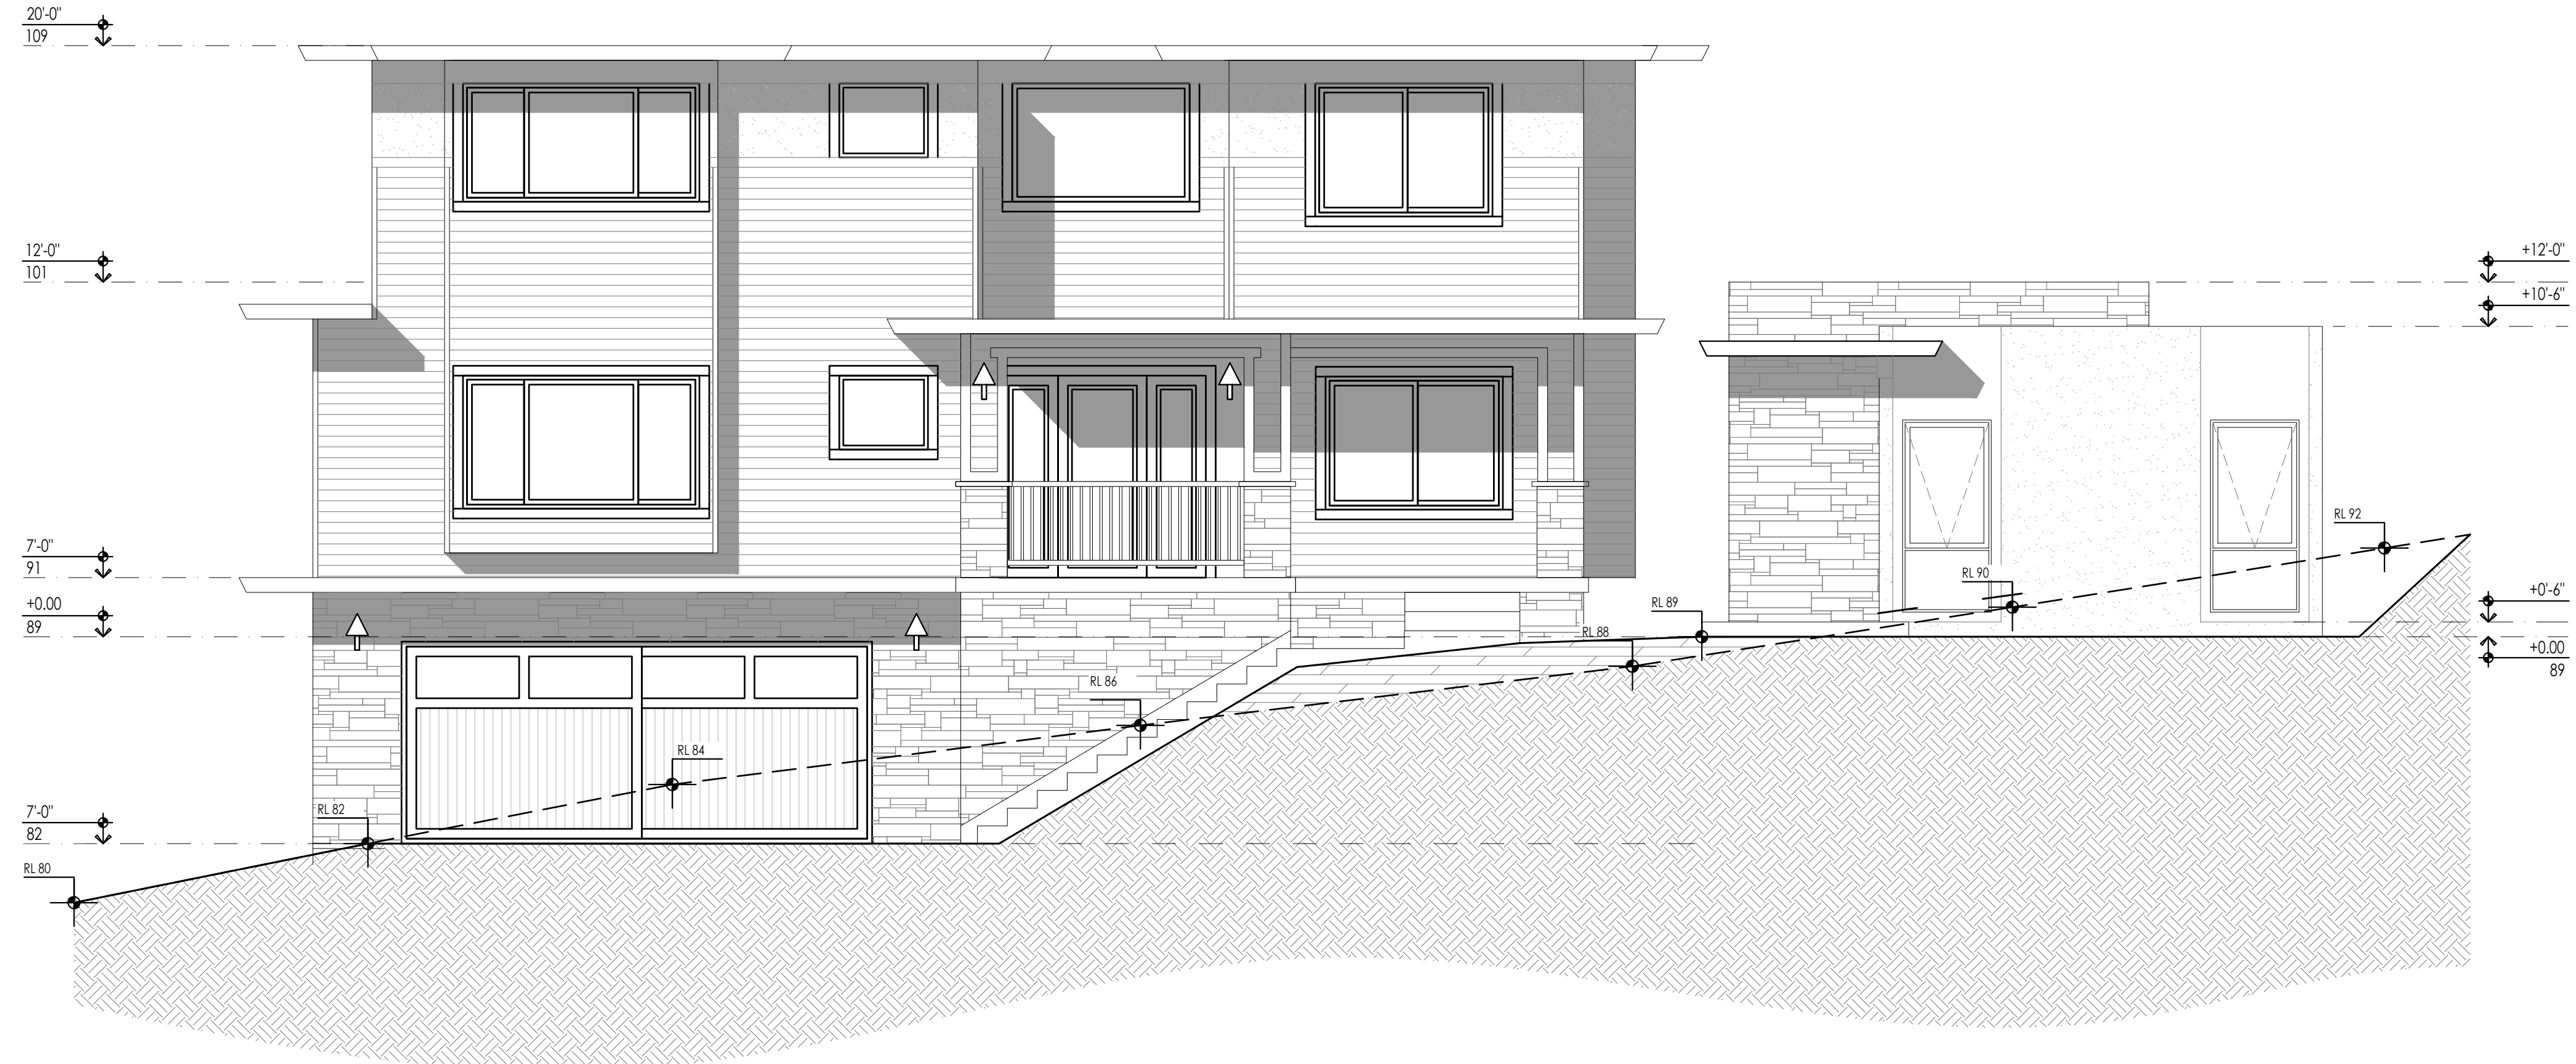 20'-0"
109
12'-0"
101
+12'-0"
+10'-6"
7'-0"
91
RL 92
RL 90
+0.00
89
RL 89
+0'-6"
RL 88
+0.00
89
RL 86
RL 84
RL 82
7'-0"
82
RL 80